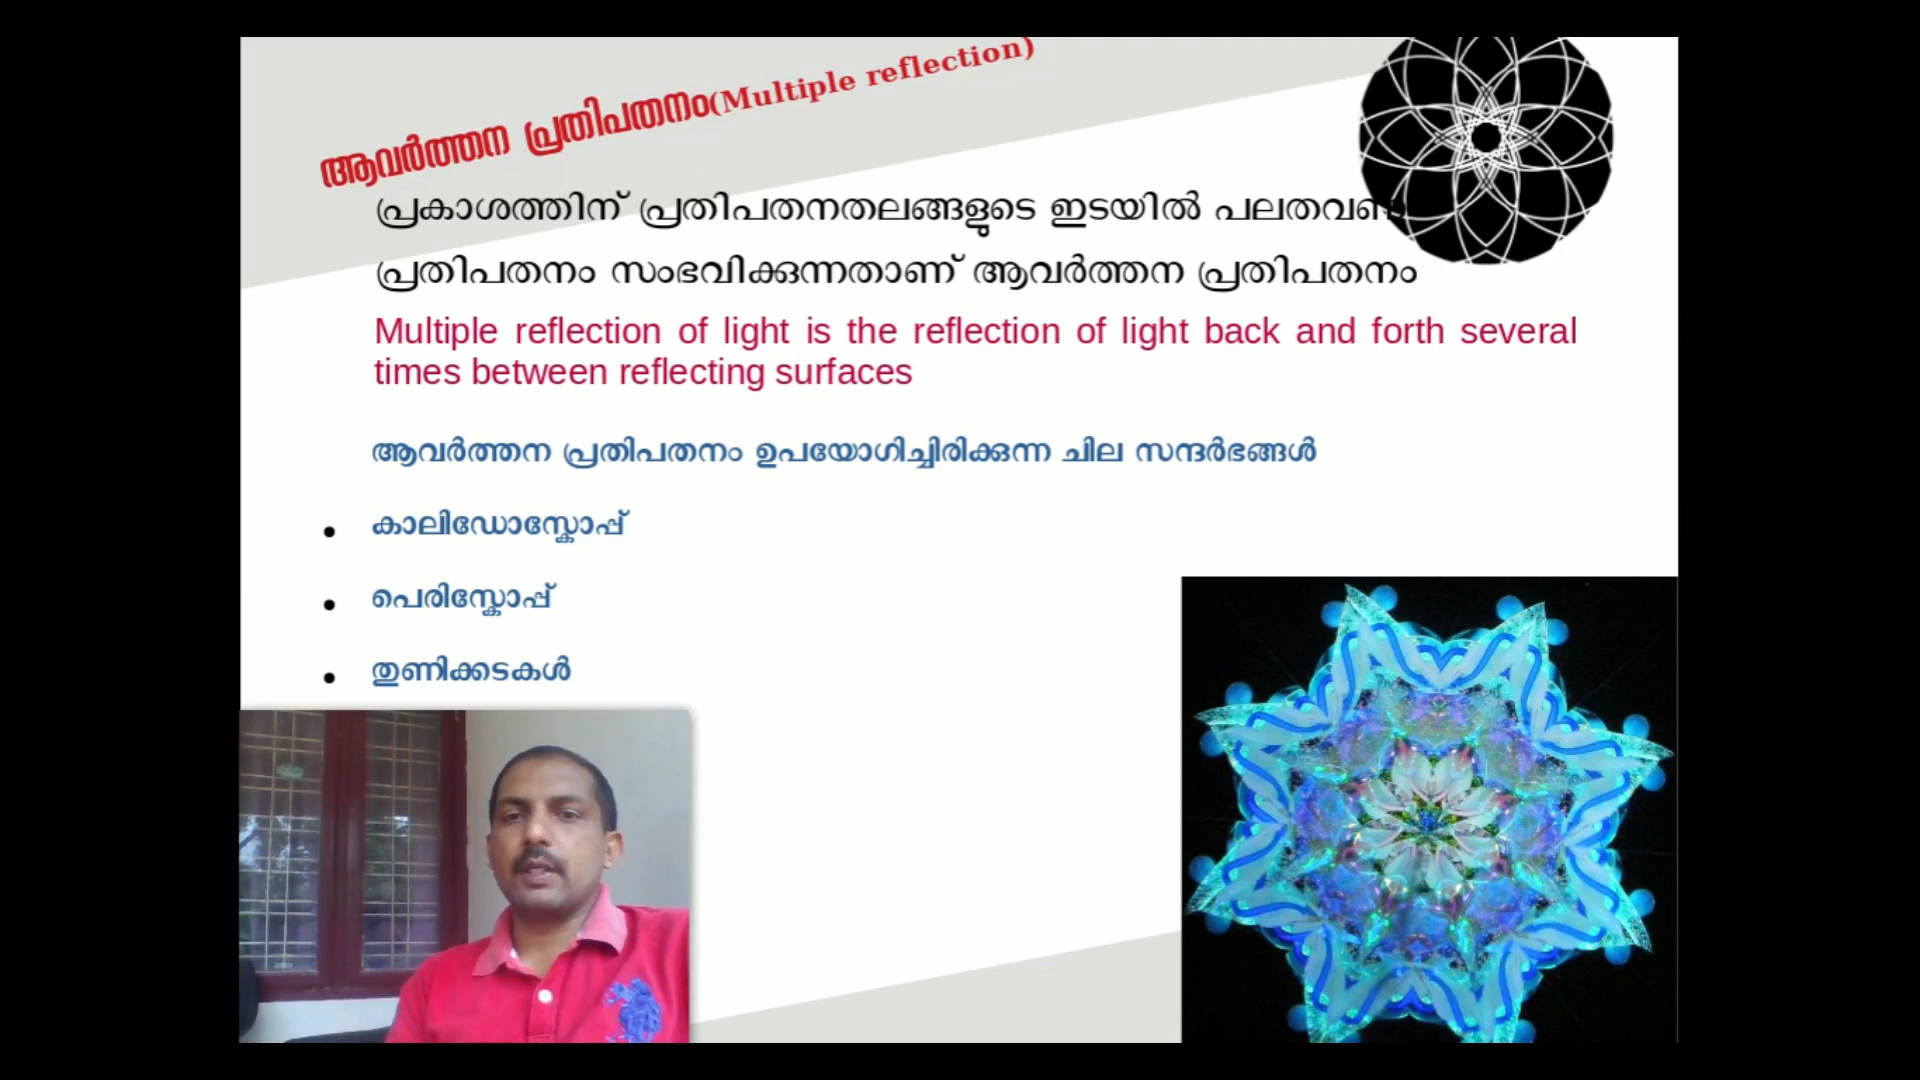 ആവർത്തന പ്രതിപതനം(Multiple reflection)
പ്രകാശത്തിന് പ്രതിപതനതലങ്ങളുടെ ഇടയിൽ
പ്രതിപതനം സംഭവിക്കുന്നതാണ് ആവർത്തന പ്രതിപതനം
Multiple reflection of light is the reflection of light back and forth several
times between reflecting surfaces
ആവർത്തന പ്രതിപതനം ഉപയോഗിച്ചിരിക്കുന്ന ചില സന്ദർഭങ്ങൾ
• കാലിഡോസ്കോപ്പ്
• പെരിസ്കോപ്പ്
• തുണിക്കടകൾ